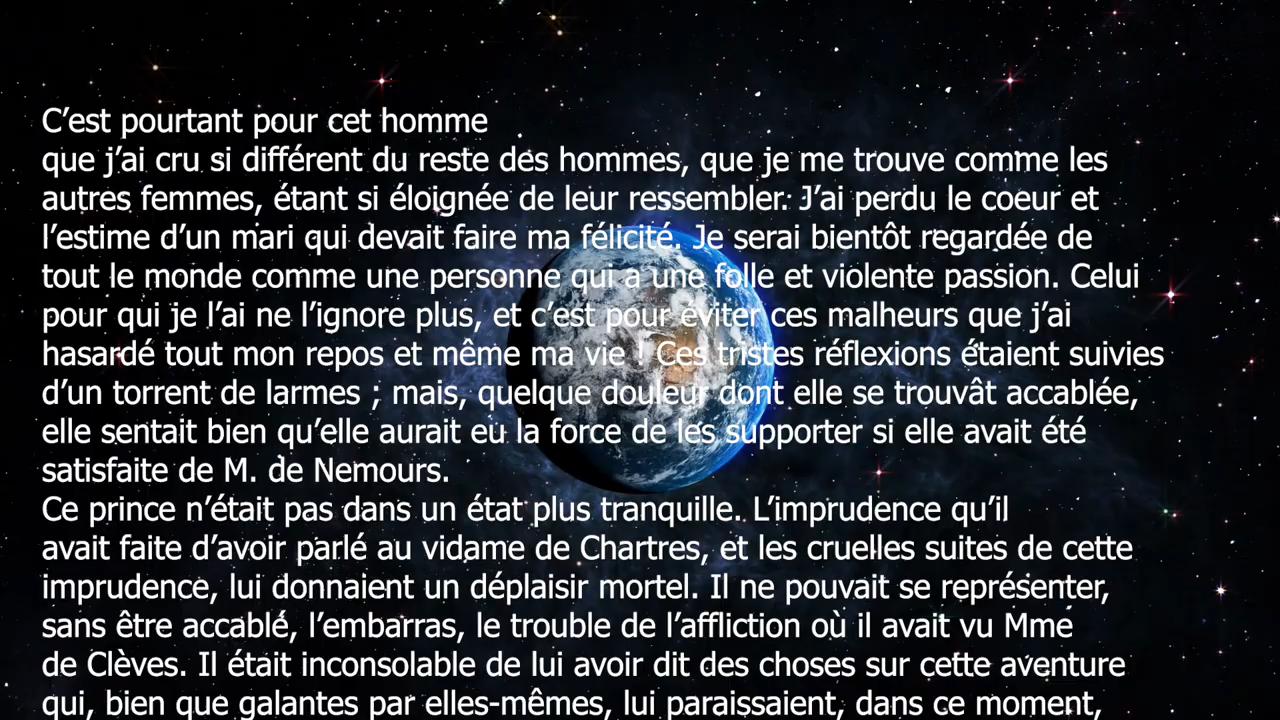 C’est pourtant pour cet homme
que j’ai cru si différent du reste des hommes, que je me trouve comme les
autres femmes, étant si éloignée de leur ressembler. J’ai perdu le coeur et
l’estime d’un mari qui devait faire ma félicité. Je serai bientôt regardée de
tout le monde comme une personne qui a une folle et violente passion. Celui
pour qui je l’ai ne l’ignore plus, et c’est pour éviter ces malheurs que j’ai
hasardé tout mon repos et même ma vie ! Ces tristes réflexions étaient suivies
d’un torrent de larmes ; mais, quelque douleur dont elle se trouvât accablée,
elle sentait bien qu’elle aurait eu la force de les supporter si elle avait été
satisfaite de M. de Nemours.
Ce prince n’était pas dans un état plus tranquille. L’imprudence qu’il
avait faite d’avoir parlé au vidame de Chartres, et les cruelles suites de cette
imprudence, lui donnaient un déplaisir mortel. Il ne pouvait se représenter,
sans être accablé, l’embarras, le trouble de l’affliction où il avait vu Mme
de Clèves. Il était inconsolable de lui avoir dit des choses sur cette aventure
qui, bien que galantes par elles-mêmes, lui paraissaient, dans ce moment,